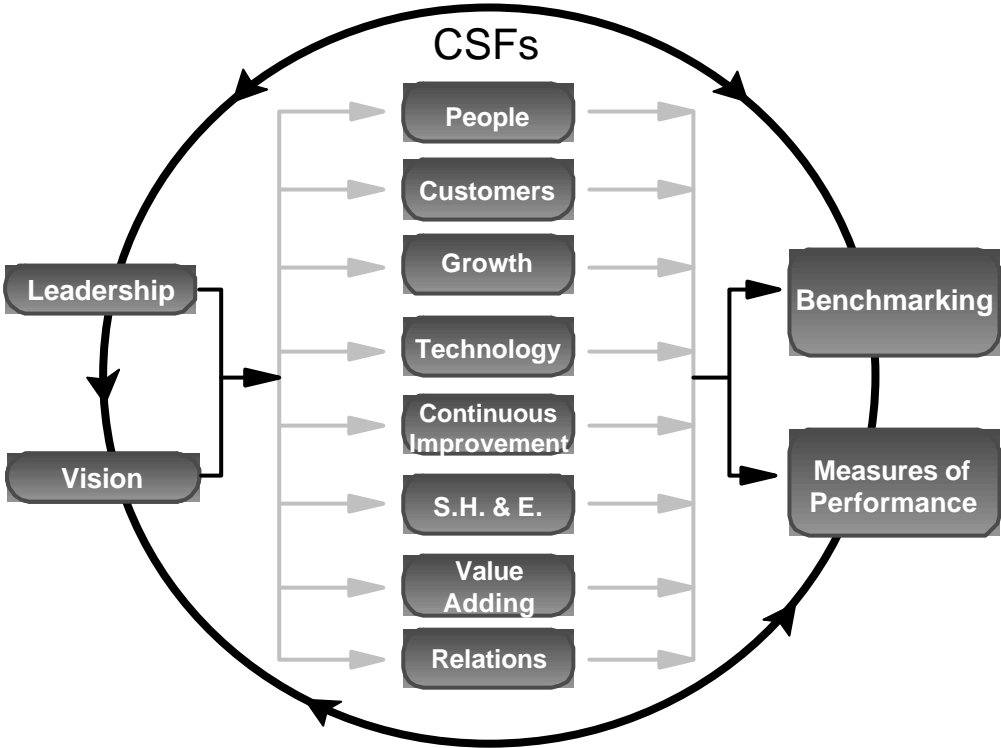 CSFs
People
Customers
Growth
Technology
Continuous
Improvement
S.H. & E.
Value
Adding
Relations
Leadership
Vision
Benchmarking
Measures of
Performance